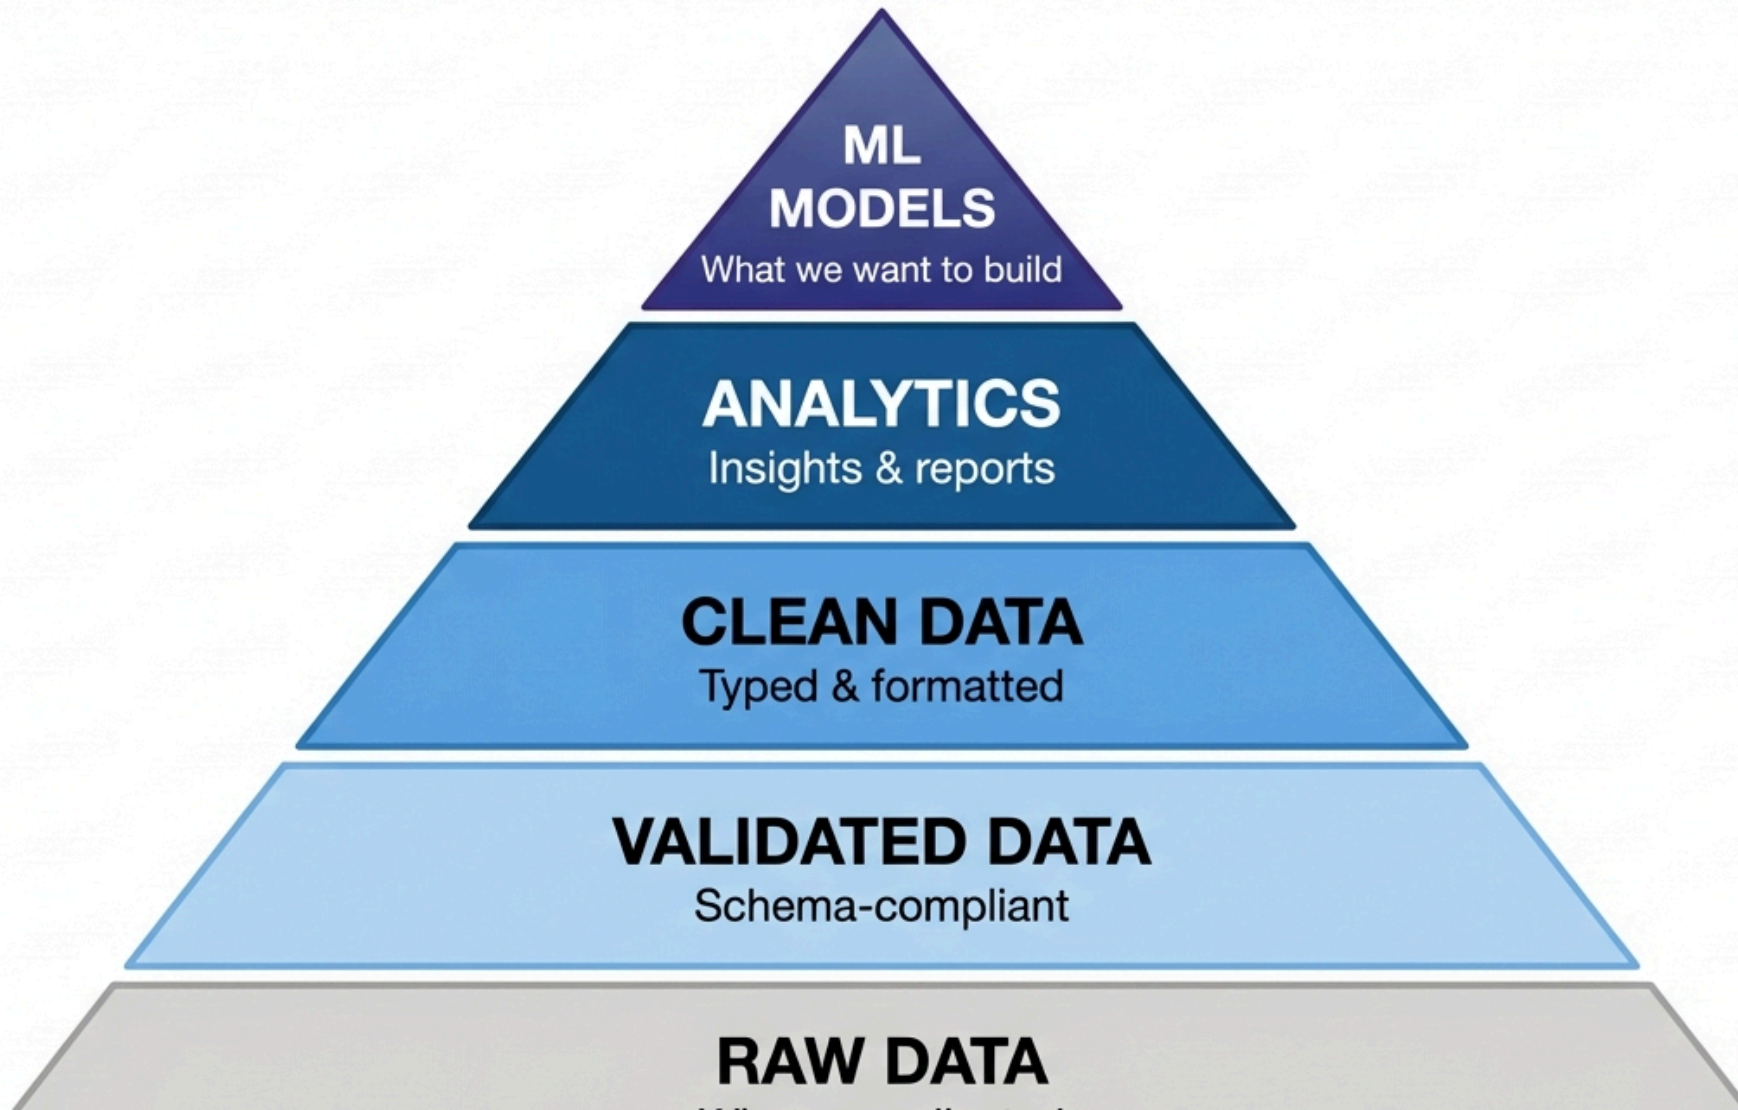 ML
MODELS
What we want to build
ANALYTICS
Insights & reports
CLEAN DATA
Typed & formatted
VALIDATED DATA
Schema-compliant
RAW DATA